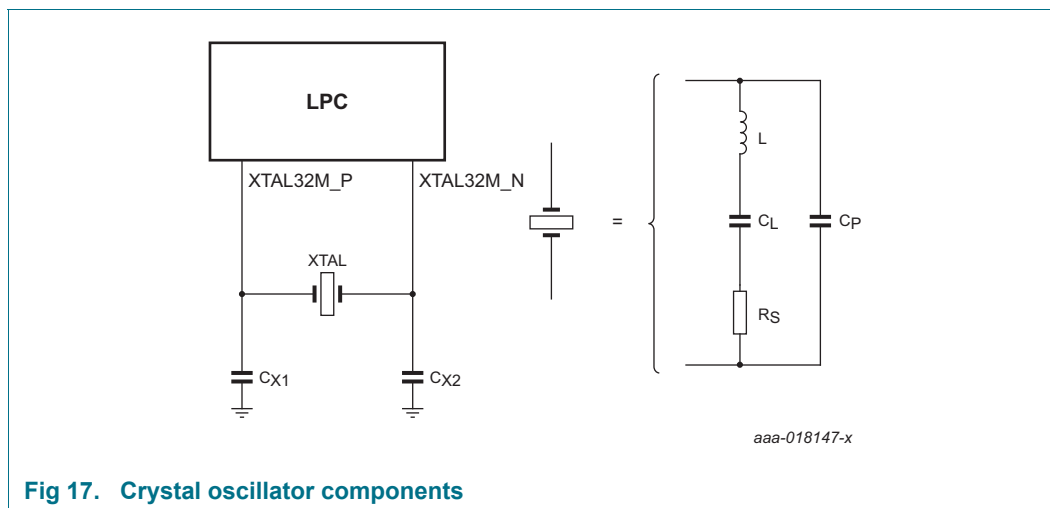 LPC
XTAL32M_P
XTAL32M_N
XTAL
CX1
CX2
=
L
CL
CP
RS
aaa-018147-x
Fig 17. Crystal oscillator components